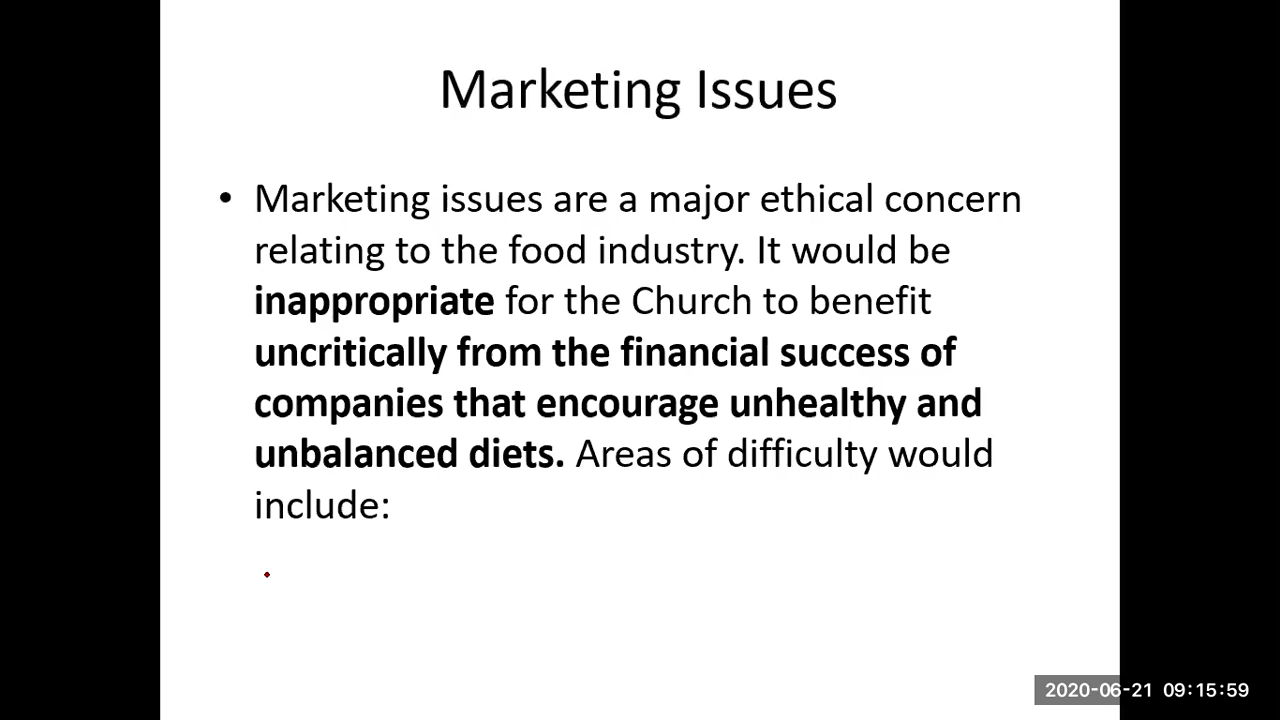 Marketing Issues
• Marketing issues are a major ethical concern
relating to the food industry. It would be
inappropriate for the Church to benefit
uncritically from the financial success of
companies that encourage unhealthy and
unbalanced diets. Areas of difficulty would
include:
2020-06-21 09:15:59